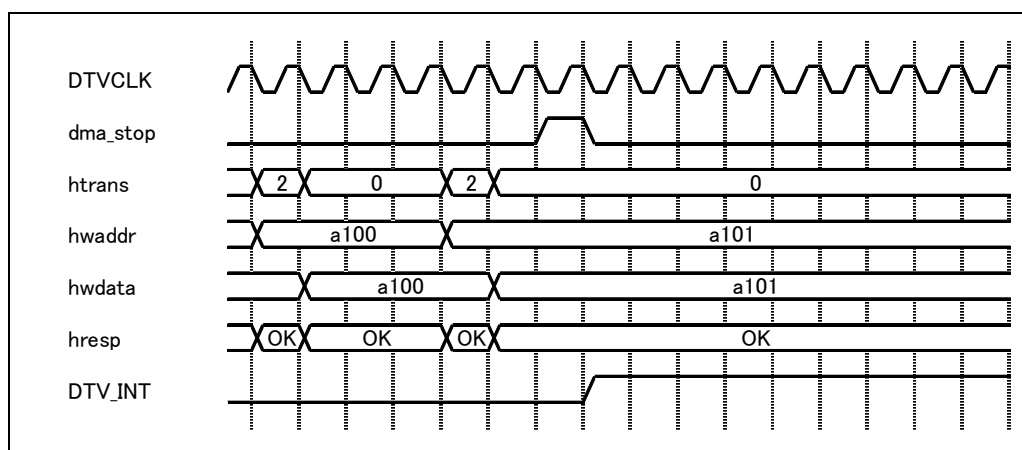 DTVCLK
dma_stop
htrans 2 0 2 0
hwaddr a100 a101
hwdata a100 a101
hresp OK OK OK OK
DTV_INT